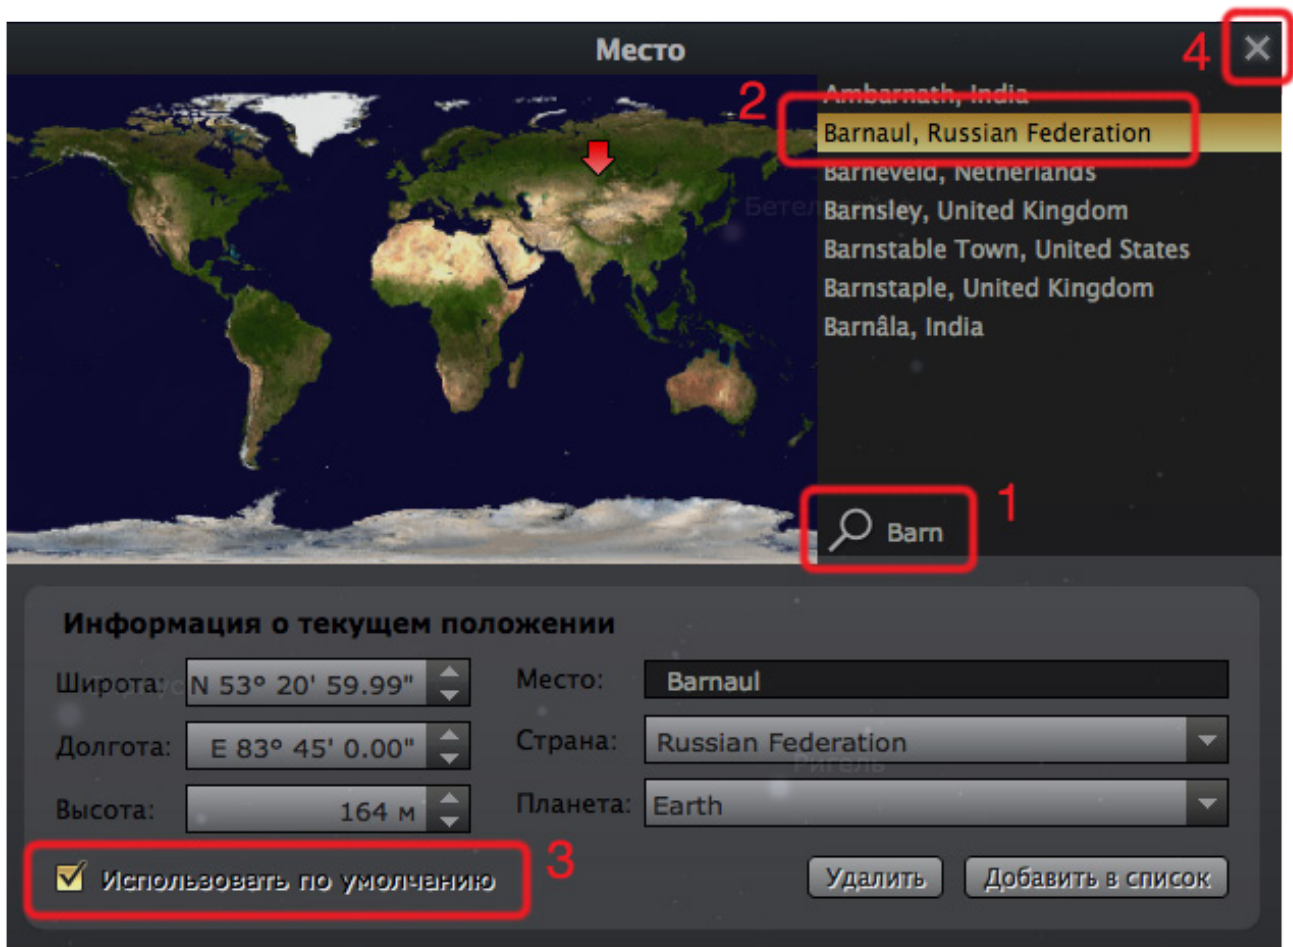 Место
4
2
Ambarnath, India
Barnaul, Russian Federation
Barneveld, Netherlands
Barnsley, United Kingdom
Barnstable Town, United States
Barnstaple, United Kingdom
Barnâla, India
Barn
1
Информация о текущем положении
Широта: N 53° 20' 59.99"
Место: Barnaul
Долгота: E 83° 45' 0.00"
Страна: Russian Federation
Ригель
Высота: 164 м
Планета: Earth
Использовать по умолчанию
3
Удалить
Добавить в список